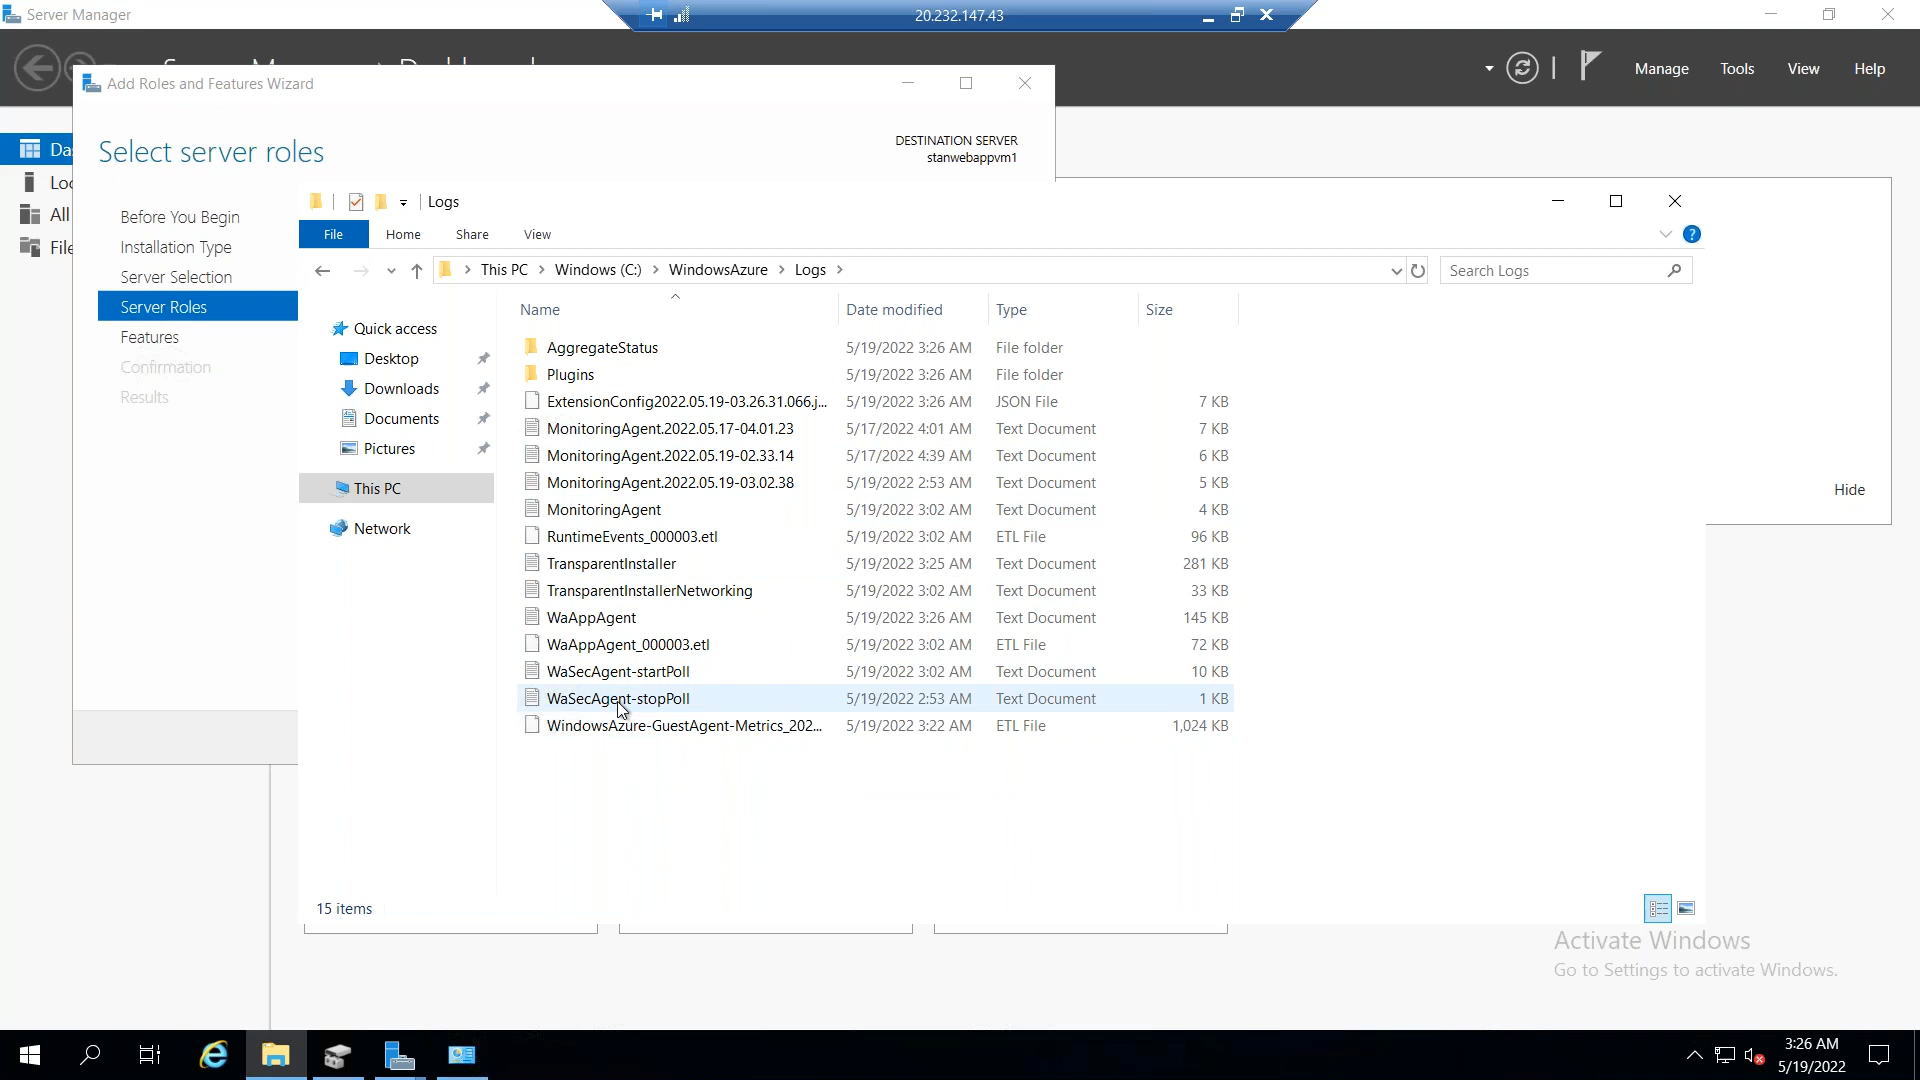 Server Manager
20.232.147.43
Manage Tools View Help
Add Roles and Features Wizard
Select server roles
DESTINATION SERVER
stanwebappvm1
Before You Begin
Installation Type
Server Selection
Server Roles
Features
Confirmation
Results
All
Logs
File Home Share View
This PC > Windows (C:) > WindowsAzure > Logs >
Search Logs
Name Date modified Type Size
Quick access
Desktop
Downloads
Documents
Pictures
This PC
Network
AggregateStatus 5/19/2022 3:26 AM File folder
Plugins 5/19/2022 3:26 AM File folder
ExtensionConfig2022.05.19-03.26.31.066.j... 5/19/2022 3:26 AM JSON File 7 KB
MonitoringAgent.2022.05.17-04.01.23 5/17/2022 4:01 AM Text Document 7 KB
MonitoringAgent.2022.05.19-02.33.14 5/17/2022 4:39 AM Text Document 6 KB
MonitoringAgent.2022.05.19-03.02.38 5/19/2022 2:53 AM Text Document 5 KB
MonitoringAgent 5/19/2022 3:02 AM Text Document 4 KB
RuntimeEvents_000003.etl 5/19/2022 3:02 AM ETL File 96 KB
TransparentInstaller 5/19/2022 3:25 AM Text Document 281 KB
TransparentInstallerNetworking 5/19/2022 3:02 AM Text Document 33 KB
WaAppAgent 5/19/2022 3:26 AM Text Document 145 KB
WaAppAgent_000003.etl 5/19/2022 3:02 AM ETL File 72 KB
WaSecAgent-startPoll 5/19/2022 3:02 AM Text Document 10 KB
WaSecAgent-stopPoll 5/19/2022 2:53 AM Text Document 1 KB
WindowsAzure-GuestAgent-Metrics_202... 5/19/2022 3:22 AM ETL File 1,024 KB
Hide
15 items
Activate Windows
Go to Settings to activate Windows.
3:26 AM
5/19/2022